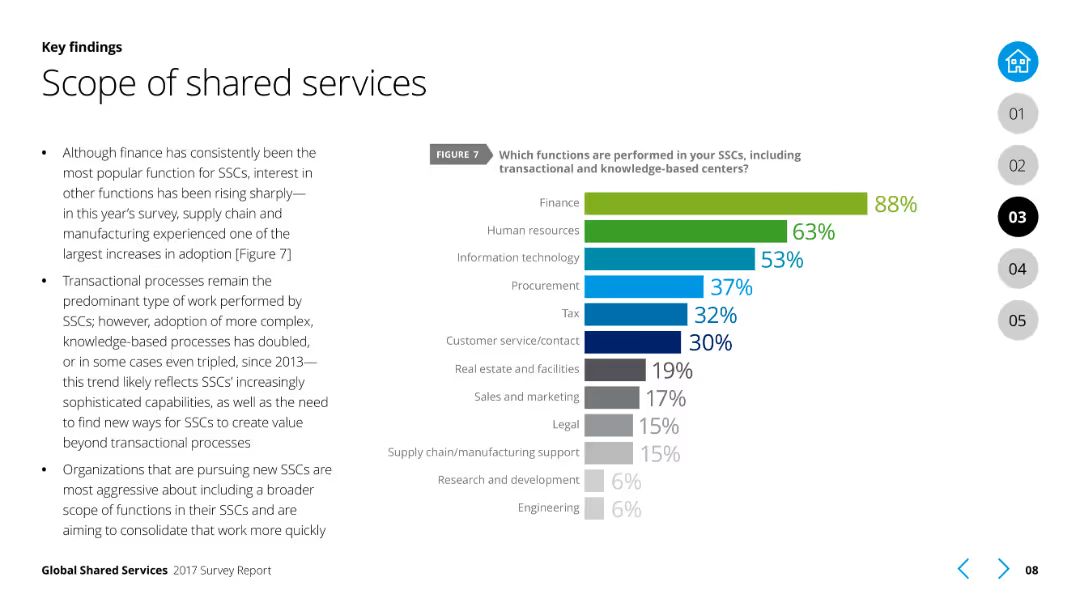 Key findings
Scope of shared services
• Although finance has consistently been the
most popular function for SSCs, interest in
other functions has been rising sharply—
in this year’s survey, supply chain and
manufacturing experienced one of the
largest increases in adoption [Figure 7]
• Transactional processes remain the
predominant type of work performed by
SSCs; however, adoption of more complex,
knowledge-based processes has doubled,
or in some cases even tripled, since 2013—
this trend likely reflects SSCs’ increasingly
sophisticated capabilities, as well as the need
to find new ways for SSCs to create value
beyond transactional processes
• Organizations that are pursuing new SSCs are
most aggressive about including a broader
scope of functions in their SSCs and are
aiming to consolidate that work more quickly
FIGURE 7
Which functions are performed in your SSCs, including
transactional and knowledge-based centers?
Finance 88%
Human resources 63%
Information technology 53%
Procurement 37%
Tax 32%
Customer service/contact 30%
Real estate and facilities 19%
Sales and marketing 17%
Legal 15%
Supply chain/manufacturing support 15%
Research and development 6%
Engineering 6%
01
02
03
04
05
Global Shared Services 2017 Survey Report
08